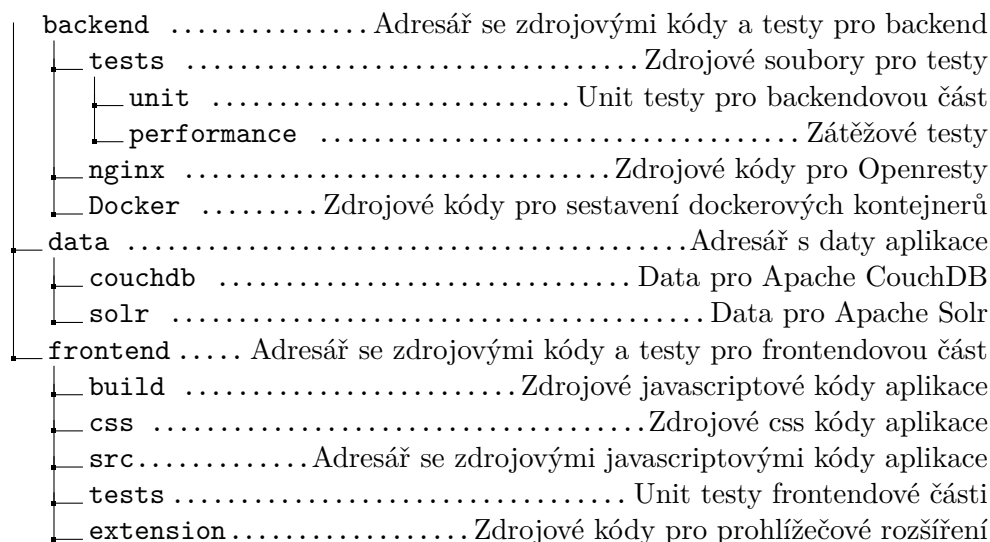 backend ............... Adresář se zdrojovými kódy a testy pro backend
tests .................................. Zdrojové soubory pro testy
unit ........................... Unit testy pro backendovou část
performance ..................................... Zátěžové testy
nginx ................................ Zdrojové kódy pro Openresty
Docker ......... Zdrojové kódy pro sestavení dockerových kontejnerů
data .......................................... Adresář s daty aplikace
couchdb ............................... Data pro Apache CouchDB
solr ........................................ Data pro Apache Solr
frontend ..... Adresář se zdrojovými kódy a testy pro frontendovou část
build ......................... Zdrojové javascriptové kódy aplikace
css ..................................... Zdrojové css kódy aplikace
src ............. Adresář se zdrojovými javascriptovými kódy aplikace
tests .................................. Unit testy frontendové části
extension .................. Zdrojové kódy pro prohlížečové rozšíření